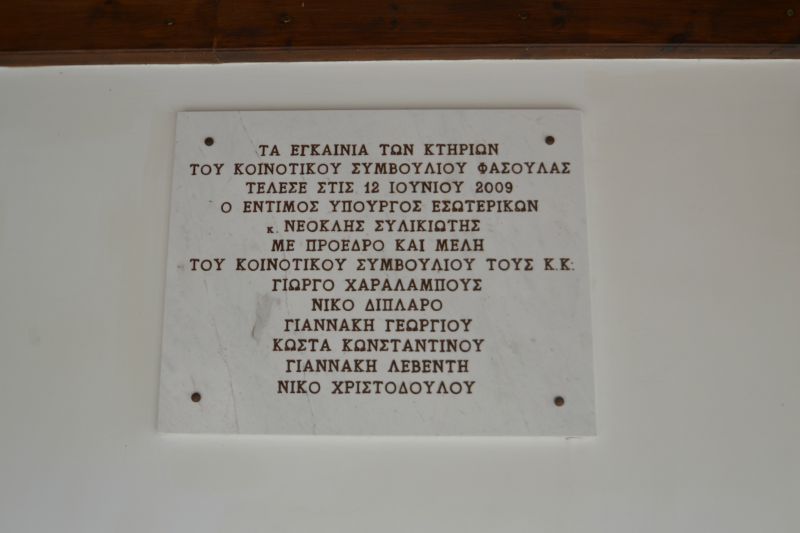 ΤΑ ΕΓΚΑΙΝΙΑ ΤΩΝ ΚΤΗΡΙΩΝ
ΤΟΥ ΚΟΙΝΟΤΙΚΟΥ ΣΥΜΒΟΥΛΙΟΥ ΦΑΣΟΥΛΑΣ
ΤΕΛΕΣΕ ΣΤΙΣ 12 ΙΟΥΝΙΟΥ 2009
Ο ΕΝΤΙΜΟΣ ΥΠΟΥΡΓΟΣ ΕΣΩΤΕΡΙΚΩΝ
κ. ΝΕΟΚΛΗΣ ΣΥΛΙΚΙΩΤΗΣ
ΜΕ ΠΡΟΕΔΡΟ ΚΑΙ ΜΕΛΗ
ΤΟΥ ΚΟΙΝΟΤΙΚΟΥ ΣΥΜΒΟΥΛΙΟΥ ΤΟΥΣ Κ.Κ:
ΓΙΩΡΓΟ ΧΑΡΑΛΑΜΠΟΥΣ
ΝΙΚΟ ΔΙΠΛΑΡΟ
ΓΙΑΝΝΑΚΗ ΓΕΩΡΓΙΟΥ
ΚΩΣΤΑ ΚΩΝΣΤΑΝΤΙΝΟΥ
ΓΙΑΝΝΑΚΗ ΛΕΒΕΝΤΗ
ΝΙΚΟ ΧΡΙΣΤΟΔΟΥΛΟΥ